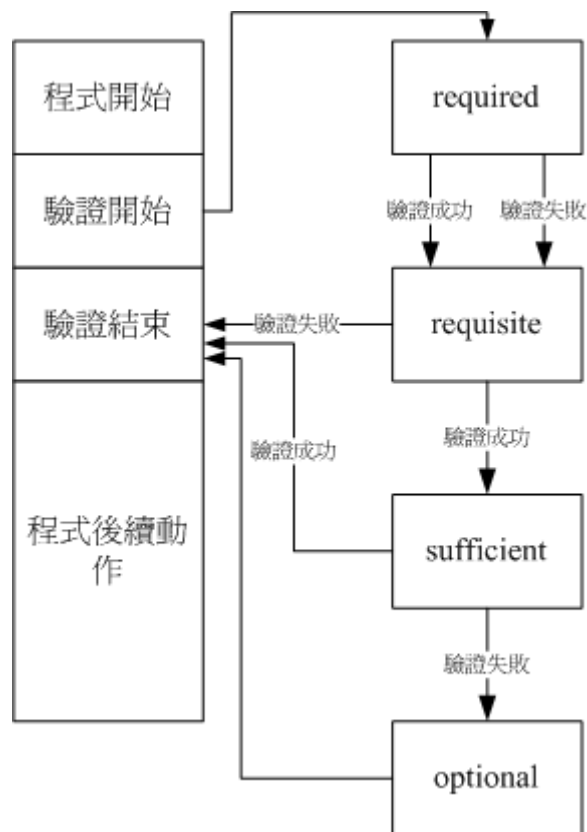 程式開始
驗證開始
驗證結束
程式後續動
作
required
驗證成功
驗證失敗
requisite
驗證失敗
驗證成功
驗證成功
sufficient
驗證失敗
optional